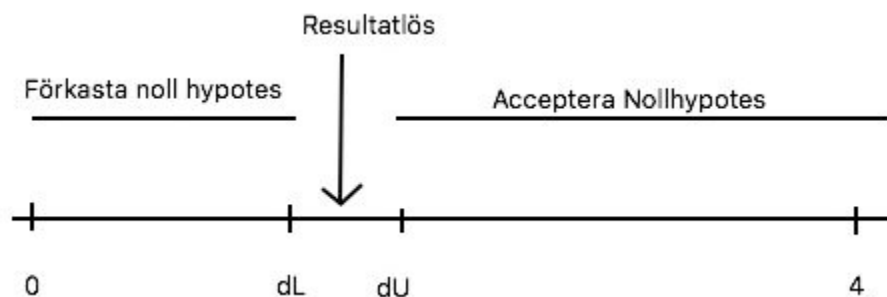 Resultatlös
Förkasta noll hypotes
Acceptera Nollhypotes
0
dL
dU
4